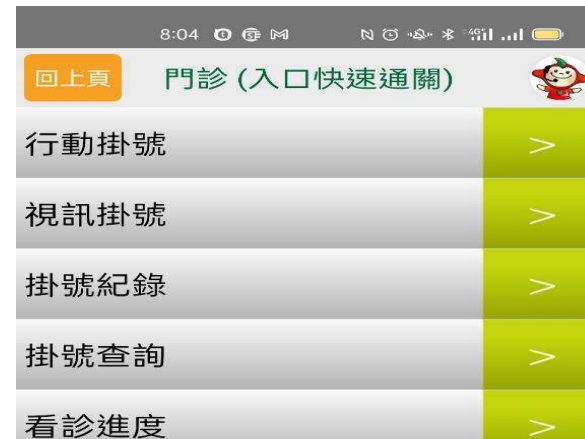 8:04
回上頁 門診 (入口快速通關)
行動掛號 >
視訊掛號 >
掛號紀錄 >
掛號查詢 >
看診進度 >